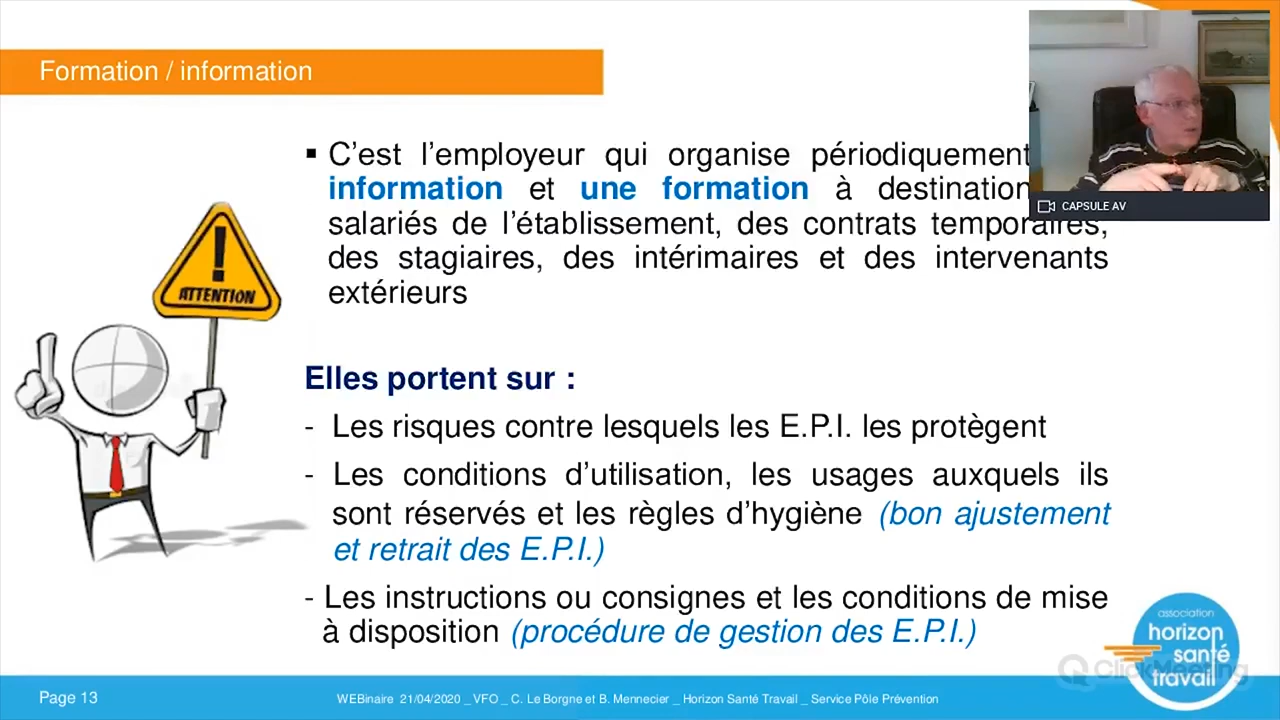 Formation / information
CAPSULE AV
▪ C’est l’employeur qui organise périodiquement
information et une formation à destination
salariés de l’établissement, des contrats temporaires,
des stagiaires, des intérimaires et des intervenants
extérieurs
ATTENTION
Elles portent sur :
- Les risques contre lesquels les E.P.I. les protègent
- Les conditions d’utilisation, les usages auxquels ils
sont réservés et les règles d’hygiène (bon ajustement
et retrait des E.P.I.)
- Les instructions ou consignes et les conditions de mise
à disposition (procédure de gestion des E.P.I.)
association
horizon
santé
travail
ClickMeeting
Page 13
WEBinaire 21/04/2020 _ VFO _ C. Le Borgne et B. Mennecier _ Horizon Santé Travail _ Service Pôle Prévention